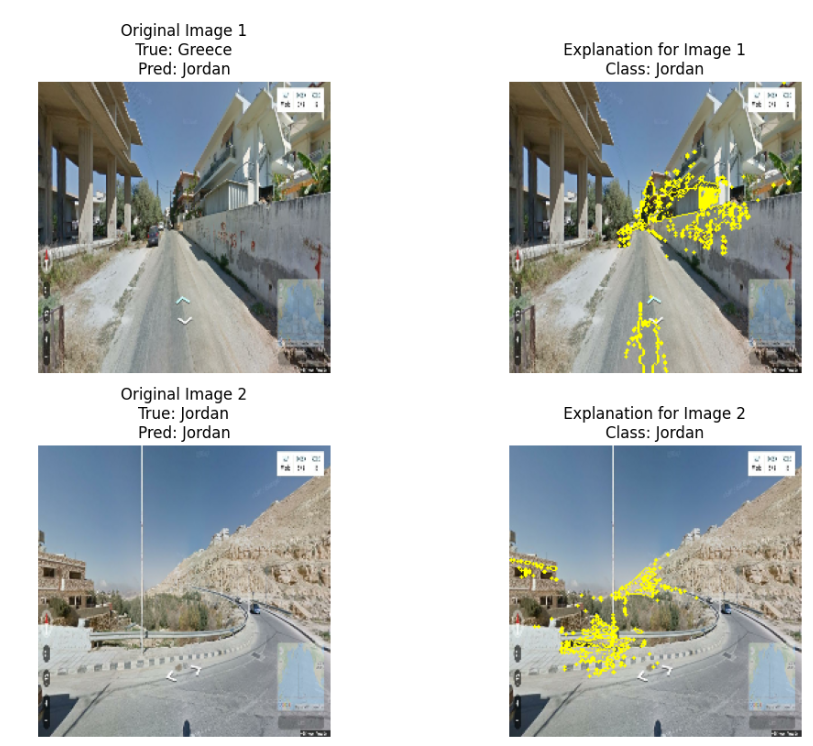 Original Image 1
True: Greece
Pred: Jordan
Explanation for Image 1
Class: Jordan
Original Image 2
True: Jordan
Pred: Jordan
Explanation for Image 2
Class: Jordan